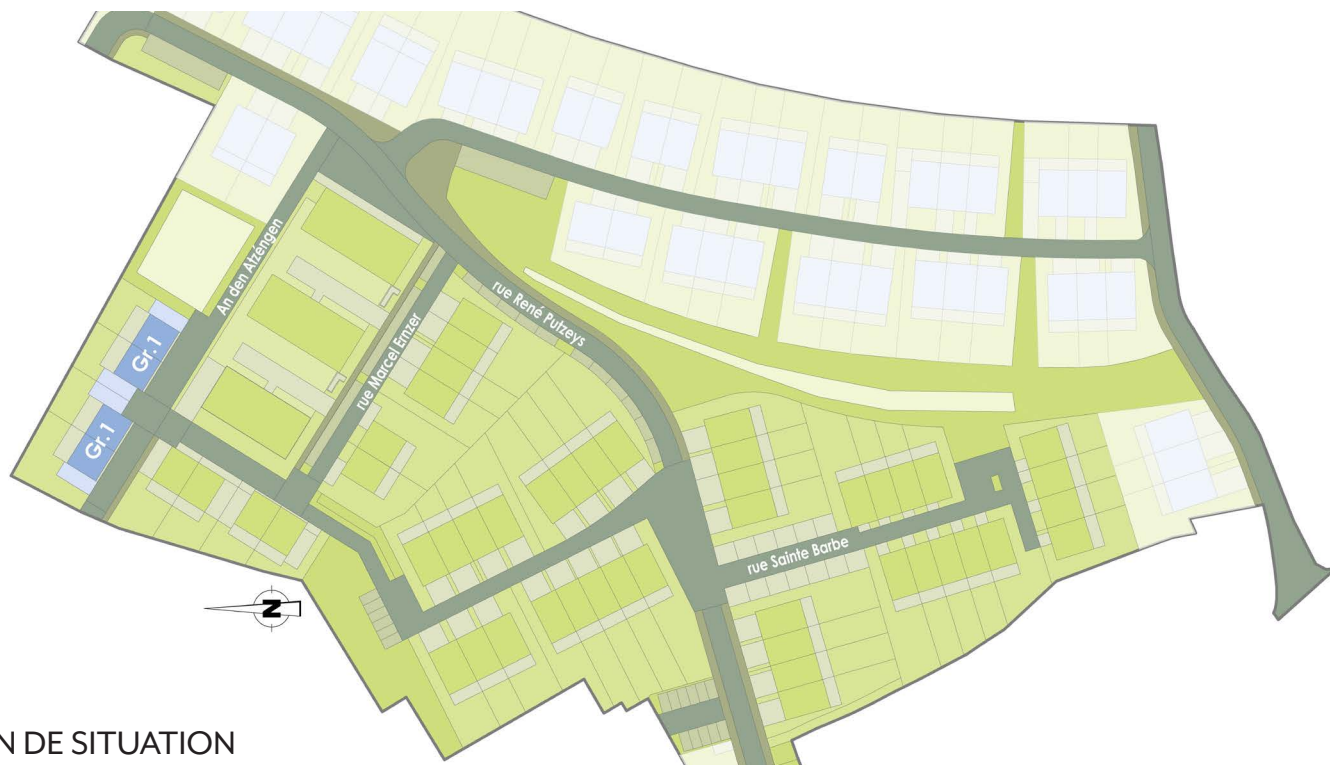 An den Atzéngen
rue René Putzeys
rue Marcel Emzer
Gr.1
Gr.1
rue Sainte Barbe
N
N DE SITUATION